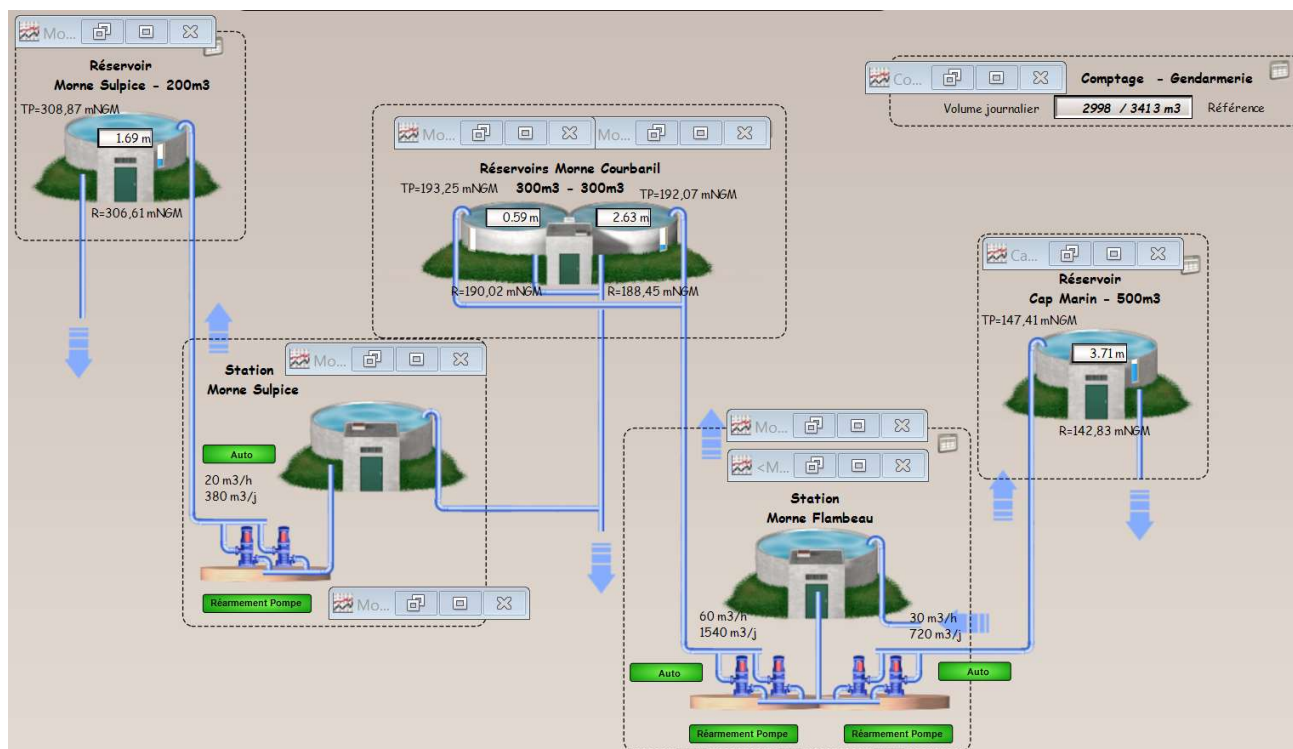 Mo...
Réservoir
Morne Sulpice - 200m3
TP=308,87 mNGM
1.69 m
R=306,61 mNGM
Co...
Comptage - Gendarmerie
Volume journalier
2998 / 3413 m3
Référence
Mo...
Mo...
Réservoirs Morne Courbaril
300m3 - 300m3
TP=193,25 mNGM
TP=192,07 mNGM
0.59 m
2.63 m
R=190,02 mNGM
R=188,45 mNGM
Ca...
Réservoir
Cap Marin - 500m3
TP=147,41 mNGM
3.71 m
R=142,83 mNGM
Mo...
Station
Morne Sulpice
Auto
20 m3/h
380 m3/j
Réarmement Pompe
Mo...
Mo...
<M...
Station
Morne Flambeau
60 m3/h
1540 m3/j
30 m3/h
720 m3/j
Auto
Auto
Réarmement Pompe
Réarmement Pompe